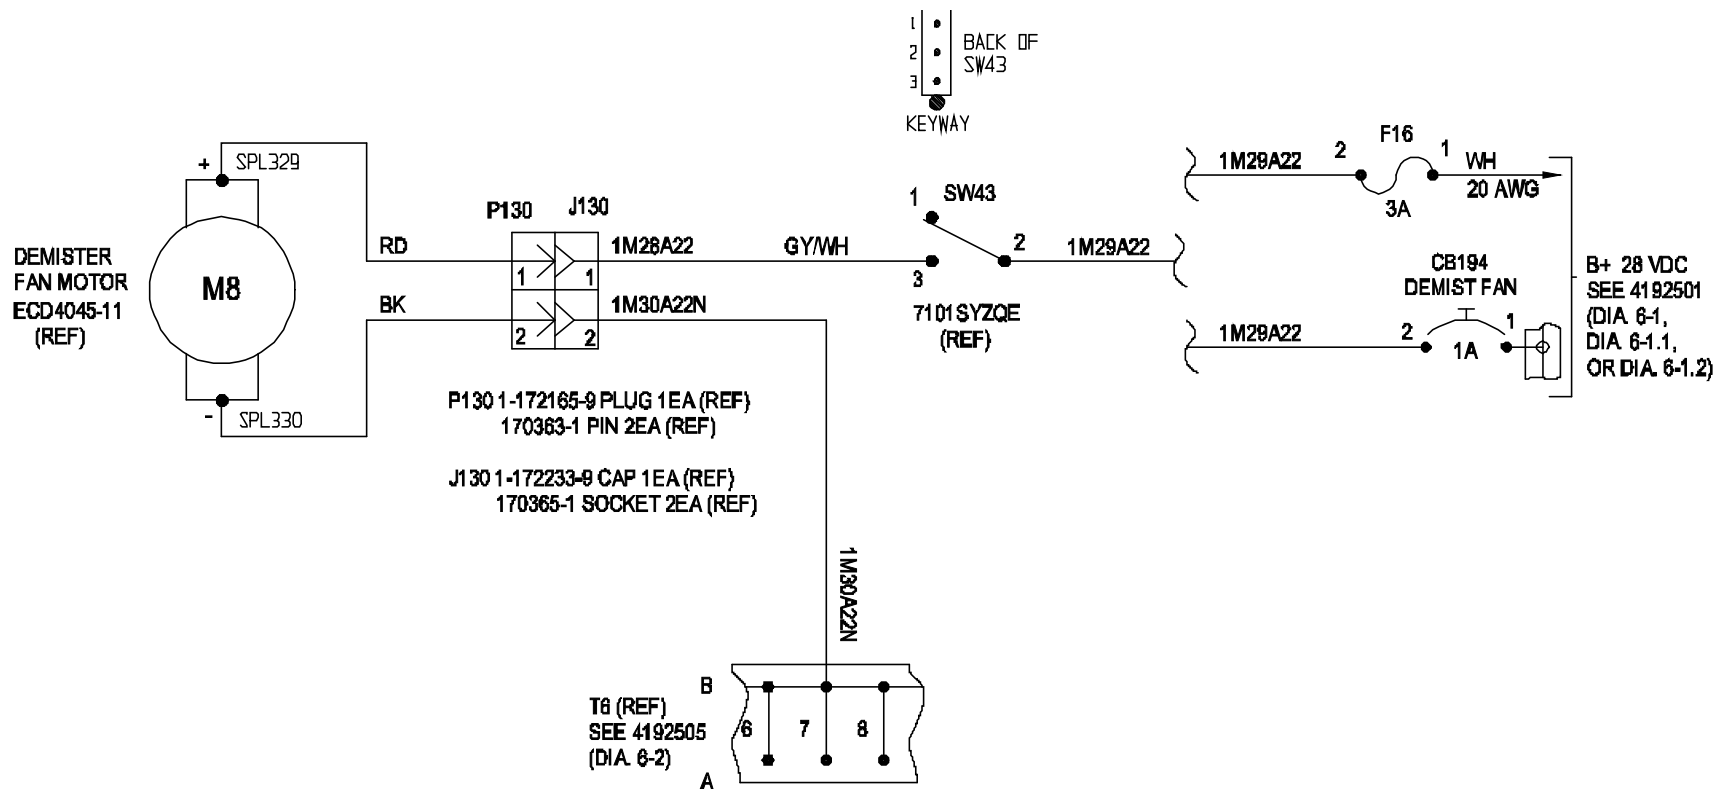 1
2
3
BACK OF
SW43
KEYWAY
+ SPL329
DEMISTER
FAN MOTOR
ECD4045-11
(REF)
M8
- SPL330
RD
BK
P130 J130
1 1
2 2
1M28A22 GY/WH
1M30A22N
1 SW43
2
3
7101SYZQE
(REF)
1M29A22
1M29A22 2 F16 1 WH
3A 20 AWG
CB194
DEMIST FAN
1M29A22 2 1
1A
B+ 28 VDC
SEE 4192501
(DIA. 6-1,
DIA. 6-1.1,
OR DIA. 6-1.2)
P130 1-172165-9 PLUG 1EA (REF)
170363-1 PIN 2EA (REF)
J130 1-172233-9 CAP 1EA (REF)
170365-1 SOCKET 2EA (REF)
1M30A22N
T6 (REF)
SEE 4192505
(DIA. 6-2)
B
6 7 8
A